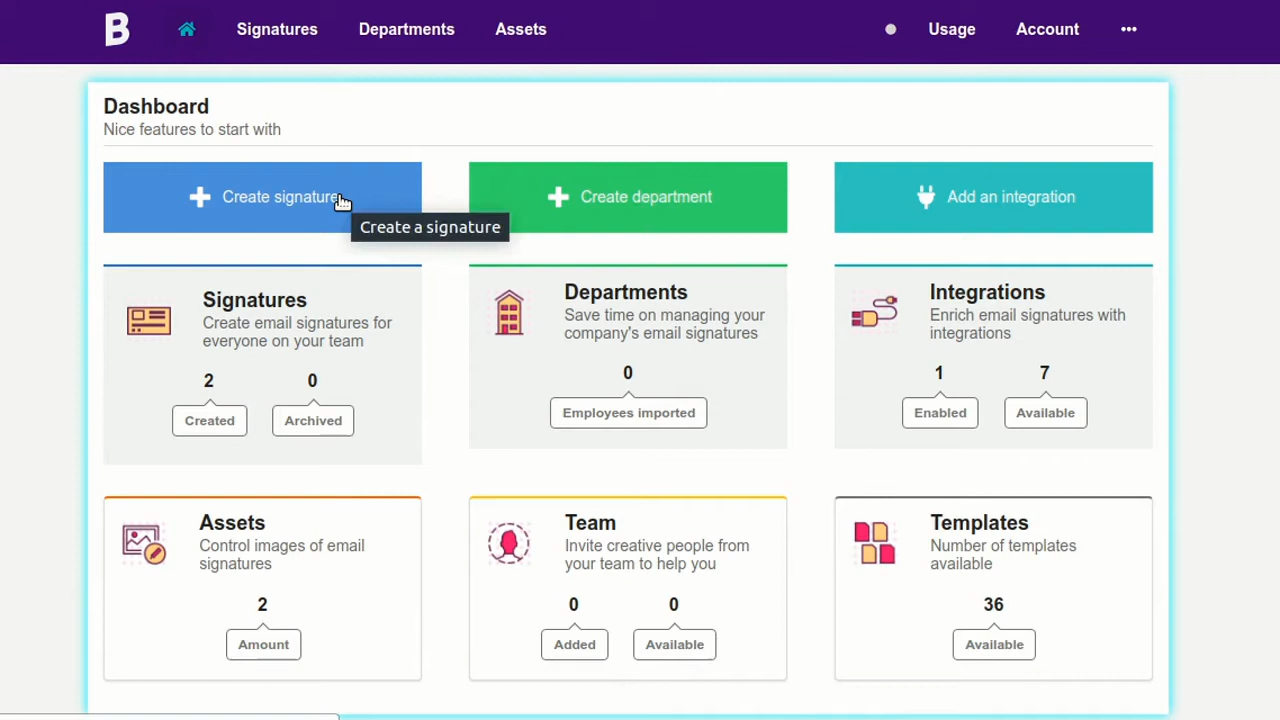 B
Signatures
Departments
Assets
Usage
Account
Dashboard
Nice features to start with
Create signature
Create a signature
Create department
Add an integration
Signatures
Create email signatures for
everyone on your team
2
0
Created
Archived
Departments
Save time on managing your
company's email signatures
0
Employees imported
Integrations
Enrich email signatures with
integrations
1
7
Enabled
Available
Assets
Control images of email
signatures
2
Amount
Team
Invite creative people from
your team to help you
0
0
Added
Available
Templates
Number of templates
available
36
Available